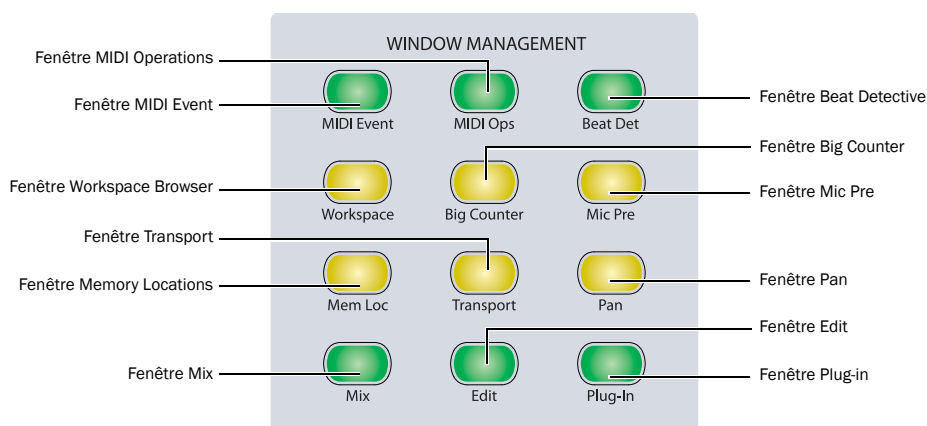 WINDOW MANAGEMENT
Fenêtre MIDI Operations
Fenêtre MIDI Event
Fenêtre Beat Detective
MIDI Event
MIDI Ops
Beat Det
Fenêtre Big Counter
Fenêtre Workspace Browser
Fenêtre Mic Pre
Workspace
Big Counter
Mic Pre
Fenêtre Transport
Fenêtre Memory Locations
Fenêtre Pan
Mem Loc
Transport
Pan
Fenêtre Edit
Fenêtre Mix
Fenêtre Plug-in
Mix
Edit
Plug-In